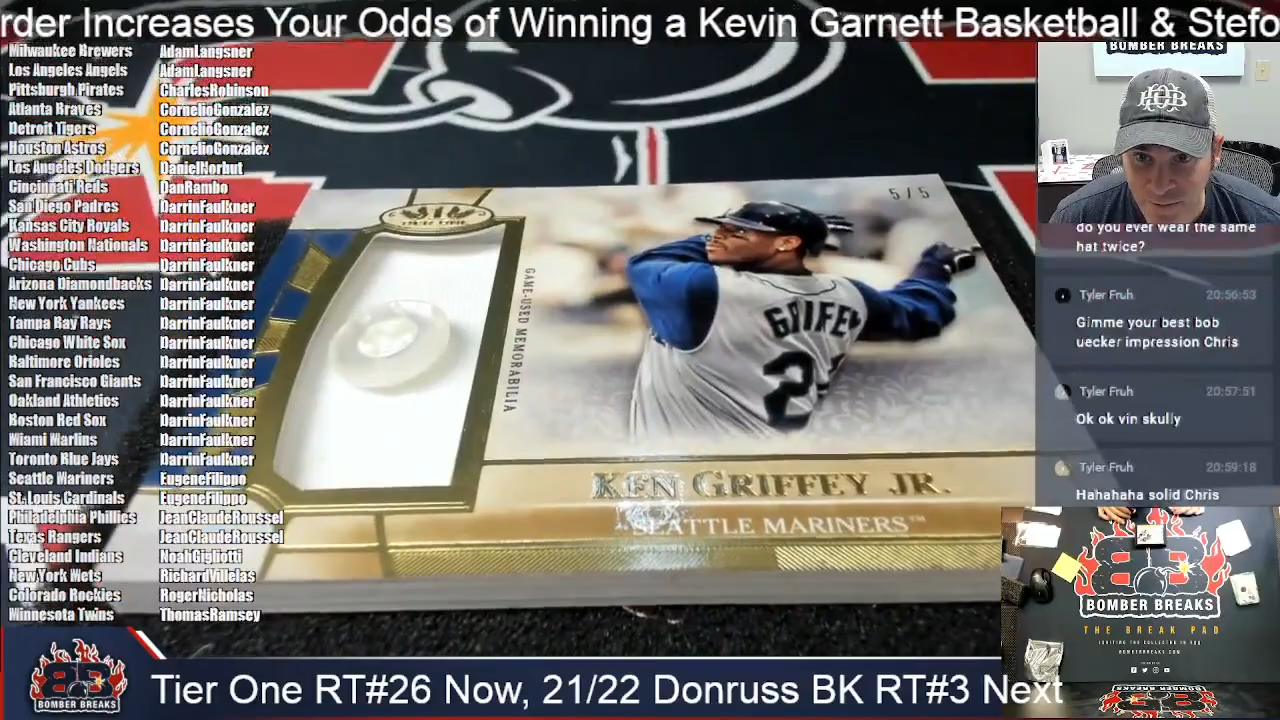 rder Increases Your Odds of Winning a Kevin Garnett Basketball & Stefo
Milwaukee Brewers AdamLangsner
Los Angeles Angels AdamLangsner
Pittsburgh Pirates CharlesRobinson
Atlanta Braves CornelioGonzalez
Detroit Tigers CornelioGonzalez
Houston Astros CornelioGonzalez
Los Angeles Dodgers DanielNorbut
Cincinnati Reds DanRambo
San Diego Padres DarrinFaulkner
Kansas City Royals DarrinFaulkner
Washington Nationals DarrinFaulkner
Chicago Cubs DarrinFaulkner
Arizona Diamondbacks DarrinFaulkner
New York Yankees DarrinFaulkner
Tampa Ray Rays DarrinFaulkner
Chicago White Sox DarrinFaulkner
Baltimore Orioles DarrinFaulkner
San Francisco Giants DarrinFaulkner
Oakland Athletics DarrinFaulkner
Boston Red Sox DarrinFaulkner
Miami Marlins DarrinFaulkner
Toronto Blue Jays DarrinFaulkner
Seattle Mariners EugeneFilippo
St. Louis Cardinals EugeneFilippo
Philadelphia Phillies JeanClaudeRoussel
Texas Rangers JeanClaudeRoussel
Cleveland Indians NoahGigliotti
New York Mets RichardVillelas
Colorado Rockies RogerNicholas
Minnesota Twins ThomasRamsey
5/5
GAME-USED MEMORABILIA
GRIFFEY
24
KEN GRIFFEY JR.
SEATTLE MARINERS™
BOMBER BREAKS
do you ever wear the same
hat twice?
Tyler Fruh 20:56:53
Gimme your best bob
uecker impression Chris
Tyler Fruh 20:57:51
Ok ok vin skully
Tyler Fruh 20:59:18
Hahahaha solid Chris
BB
BOMBER BREAKS
THE BREAK PAD
BOMBERBREAKS.COM
BB
BOMBER BREAKS
Tier One RT#26 Now, 21/22 Donruss BK RT#3 Next